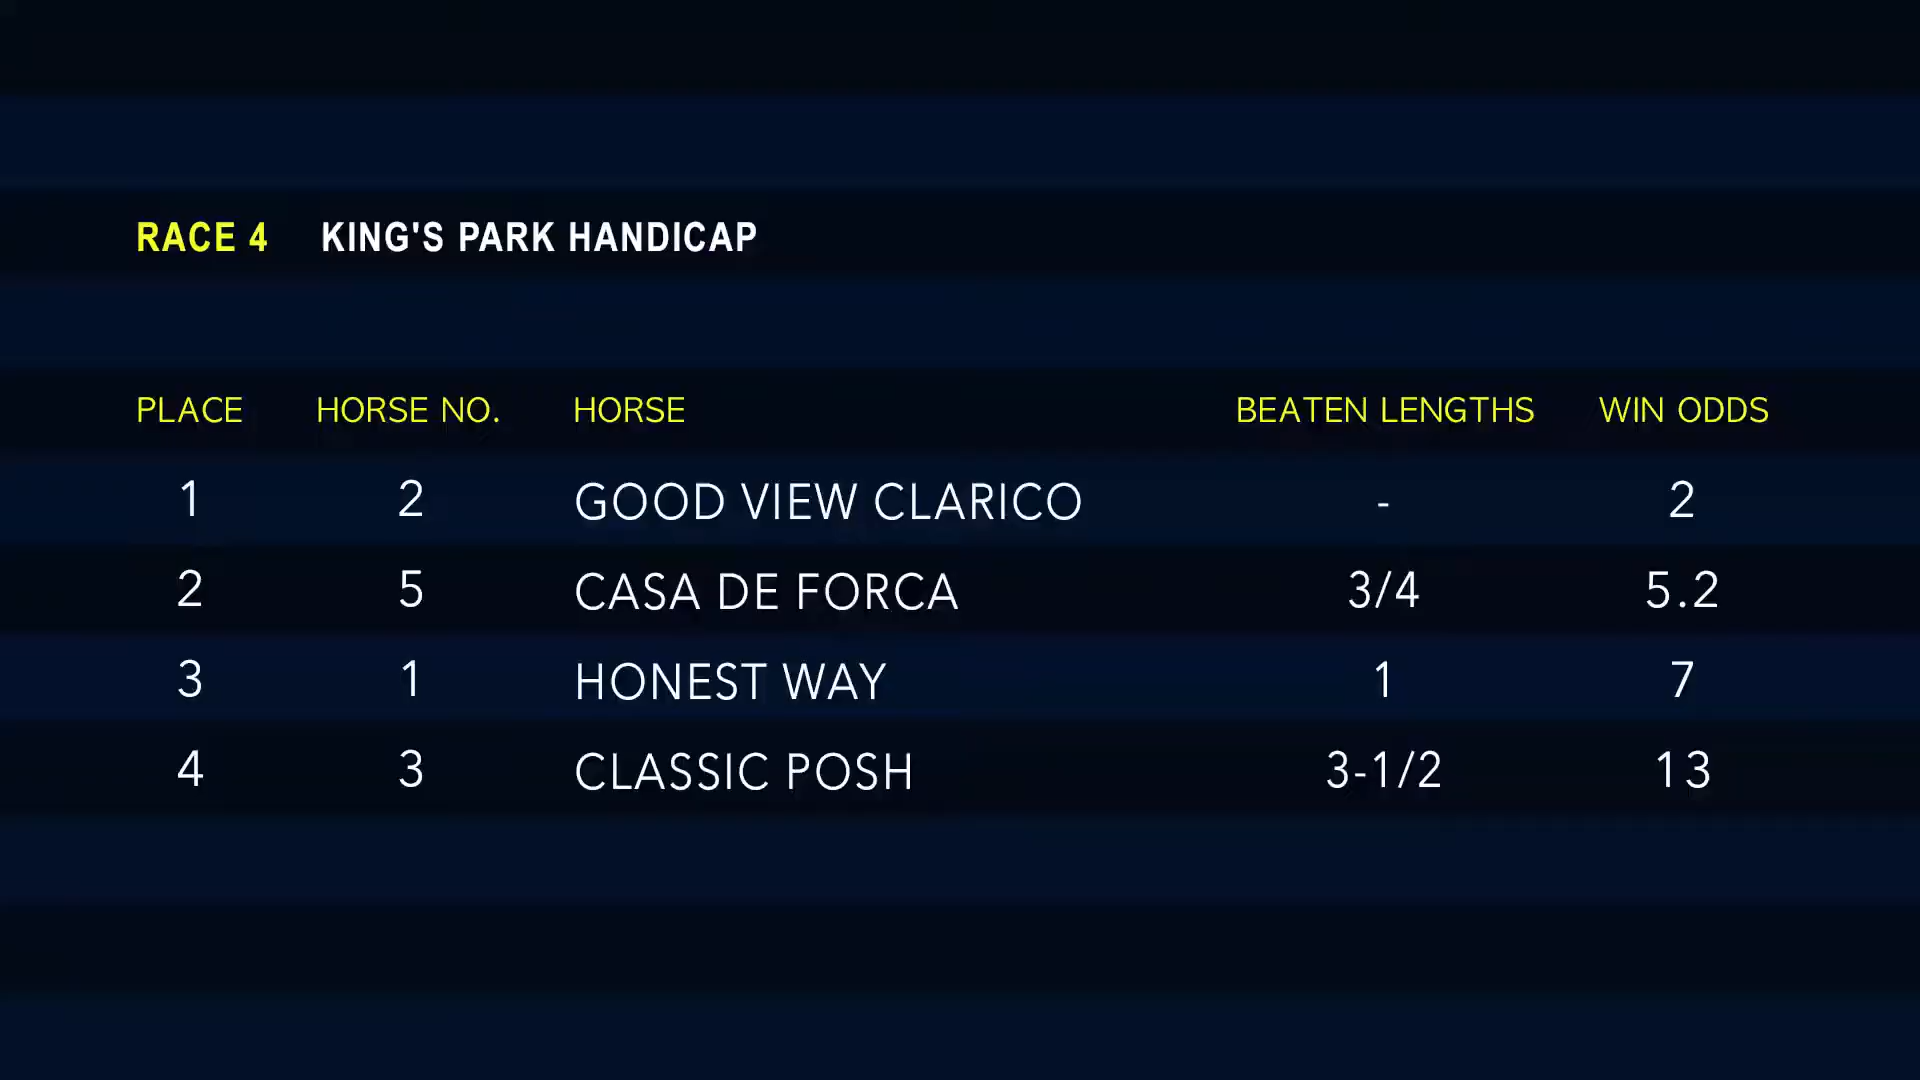 RACE 4 KING'S PARK HANDICAP
PLACE HORSE NO. HORSE BEATEN LENGTHS WIN ODDS
1 2 GOOD VIEW CLARICO - 2
2 5 CASA DE FORCA 3/4 5.2
3 1 HONEST WAY 1 7
4 3 CLASSIC POSH 3-1/2 13